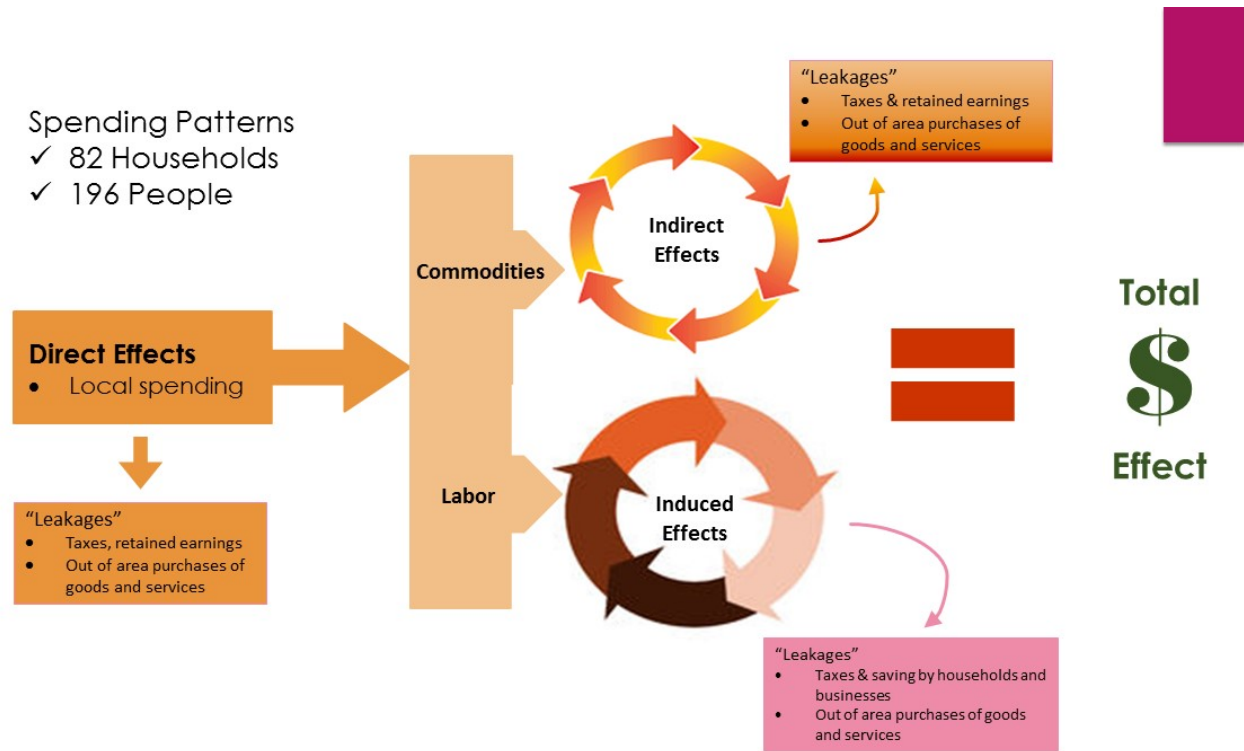 Spending Patterns
✓ 82 Households
✓ 196 People
Direct Effects
• Local spending
“Leakages”
• Taxes, retained earnings
• Out of area purchases of
goods and services
Commodities
Labor
Indirect
Effects
“Leakages”
• Taxes & retained earnings
• Out of area purchases of
goods and services
Induced
Effects
“Leakages”
• Taxes & saving by households and
businesses
• Out of area purchases of goods
and services
Total
$
Effect